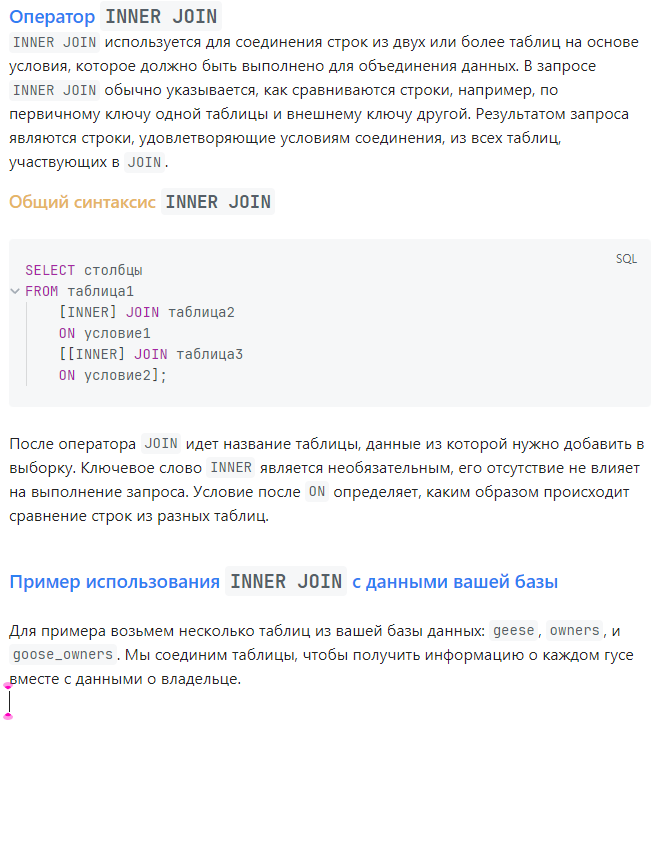 Оператор INNER JOIN
INNER JOIN используется для соединения строк из двух или более таблиц на основе
условия, которое должно быть выполнено для объединения данных. В запросе
INNER JOIN обычно указывается, как сравниваются строки, например, по
первичному ключу одной таблицы и внешнему ключу другой. Результатом запроса
являются строки, удовлетворяющие условиям соединения, из всех таблиц,
участвующих в JOIN.
Общий синтаксис INNER JOIN
SQL
SELECT столбцы
FROM таблица1
    [INNER] JOIN таблица2
    ON условие1
    [[INNER] JOIN таблица3
    ON условие2];
После оператора JOIN идет название таблицы, данные из которой нужно добавить в
выборку. Ключевое слово INNER является необязательным, его отсутствие не влияет
на выполнение запроса. Условие после ON определяет, каким образом происходит
сравнение строк из разных таблиц.
Пример использования INNER JOIN с данными вашей базы
Для примера возьмем несколько таблиц из вашей базы данных: geese, owners, и
goose_owners. Мы соединим таблицы, чтобы получить информацию о каждом гусе
вместе с данными о владельце.